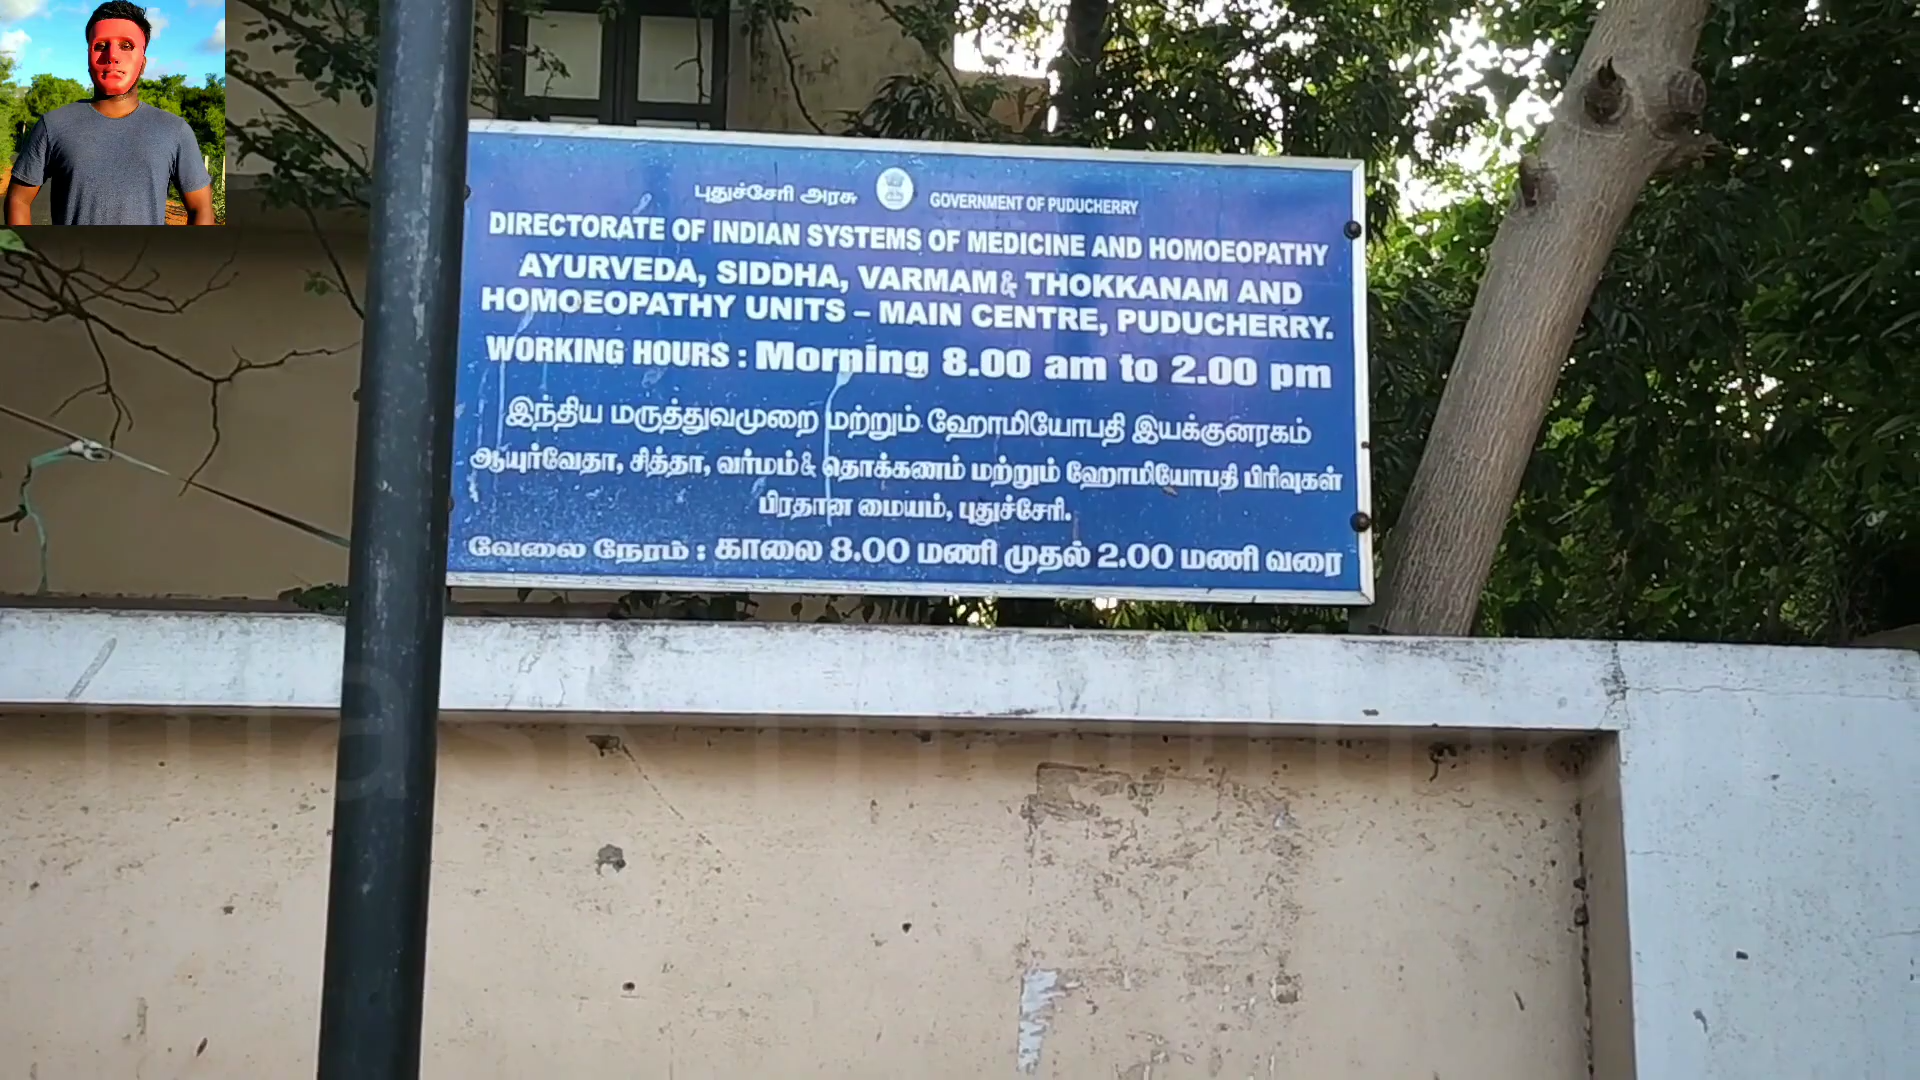 புதுச்சேரி அரசு GOVERNMENT OF PUDUCHERRY
DIRECTORATE OF INDIAN SYSTEMS OF MEDICINE AND HOMOEOPATHY
AYURVEDA, SIDDHA, VARMAM& THOKKANAM AND
HOMOEOPATHY UNITS – MAIN CENTRE, PUDUCHERRY.
WORKING HOURS : Morning 8.00 am to 2.00 pm
இந்திய மருத்துவமுறை மற்றும் ஹோமியோபதி இயக்குனரகம்
ஆயுர்வேதா, சித்தா, வர்மம்& தொக்கணம் மற்றும் ஹோமியோபதி பிரிவுகள்
பிரதான மையம், புதுச்சேரி.
வேலை நேரம் : காலை 8.00 மணி முதல் 2.00 மணி வரை